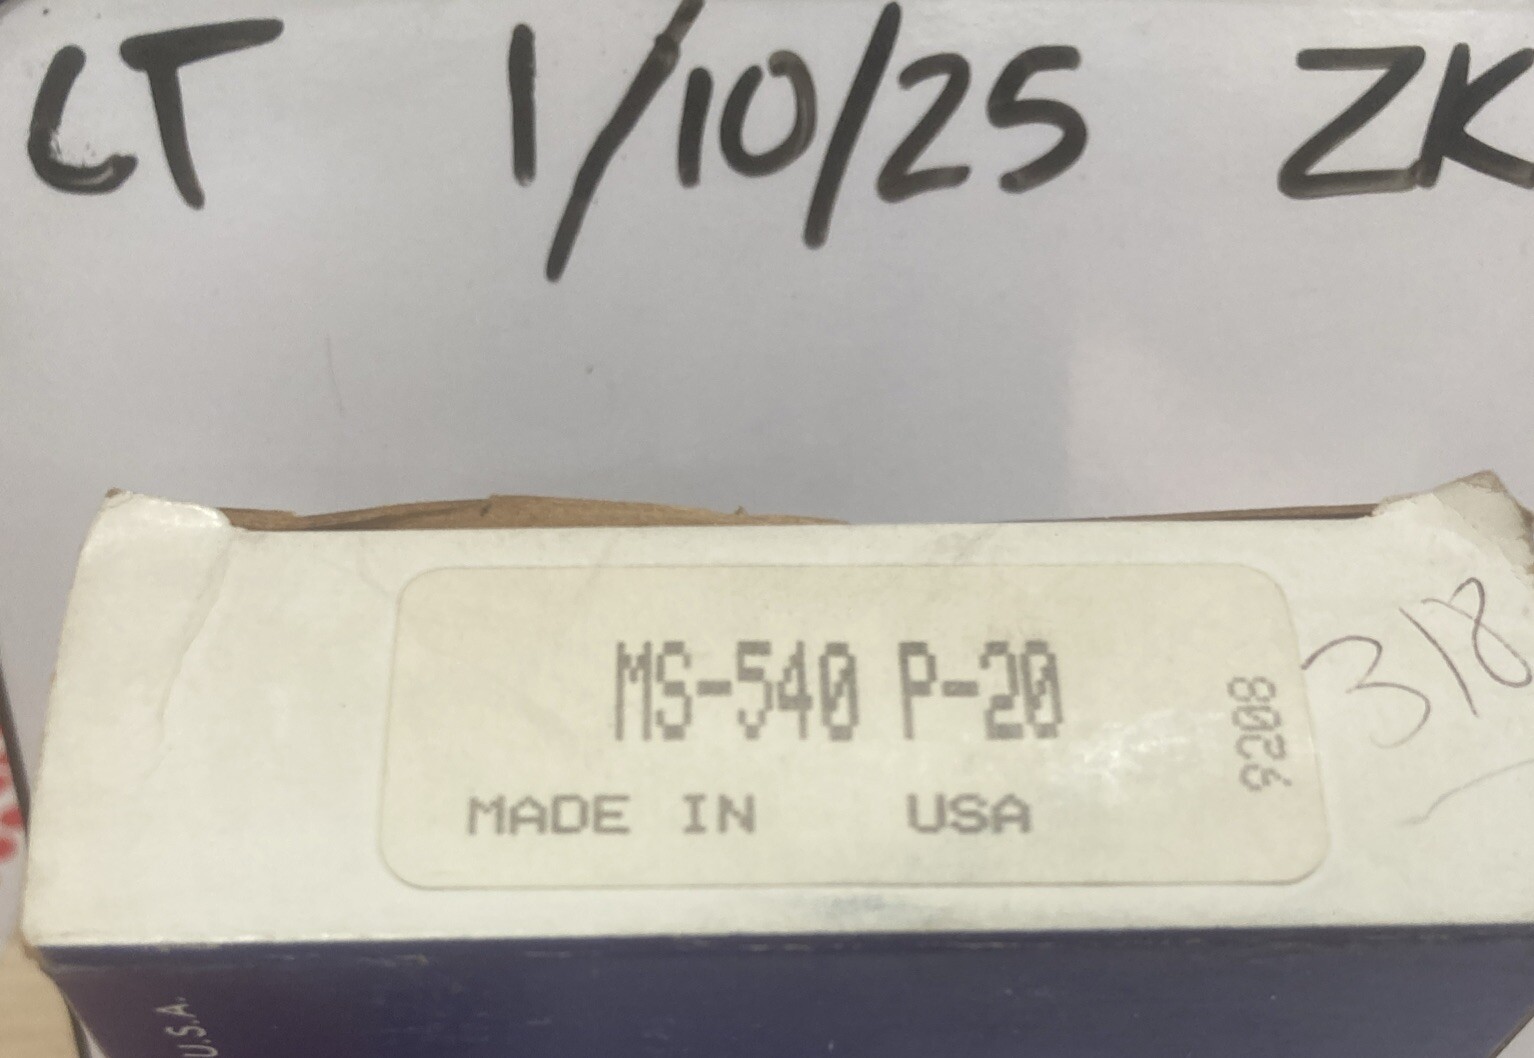 CT 1/10/25 ZK
MS-540 P-20
MADE IN USA
9208
318
U.S.A.